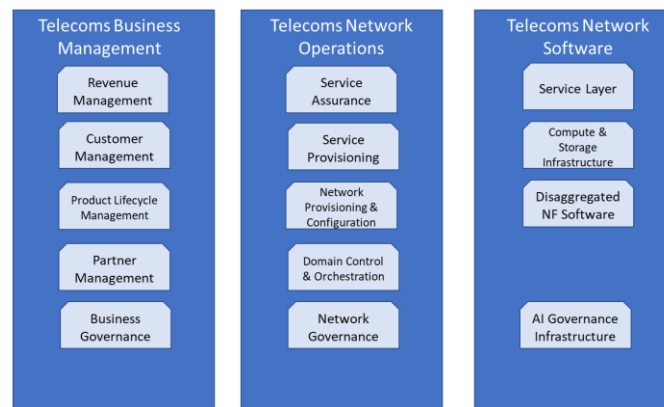 Telecoms Business
Management
Revenue
Management
Customer
Management
Product Lifecycle
Management
Partner
Management
Business
Governance
Telecoms Network
Operations
Service
Assurance
Service
Provisioning
Network
Provisioning &
Configuration
Domain Control
& Orchestration
Network
Governance
Telecoms Network
Software
Service Layer
Compute &
Storage
Infrastructure
Disaggregated
NF Software
AI Governance
Infrastructure